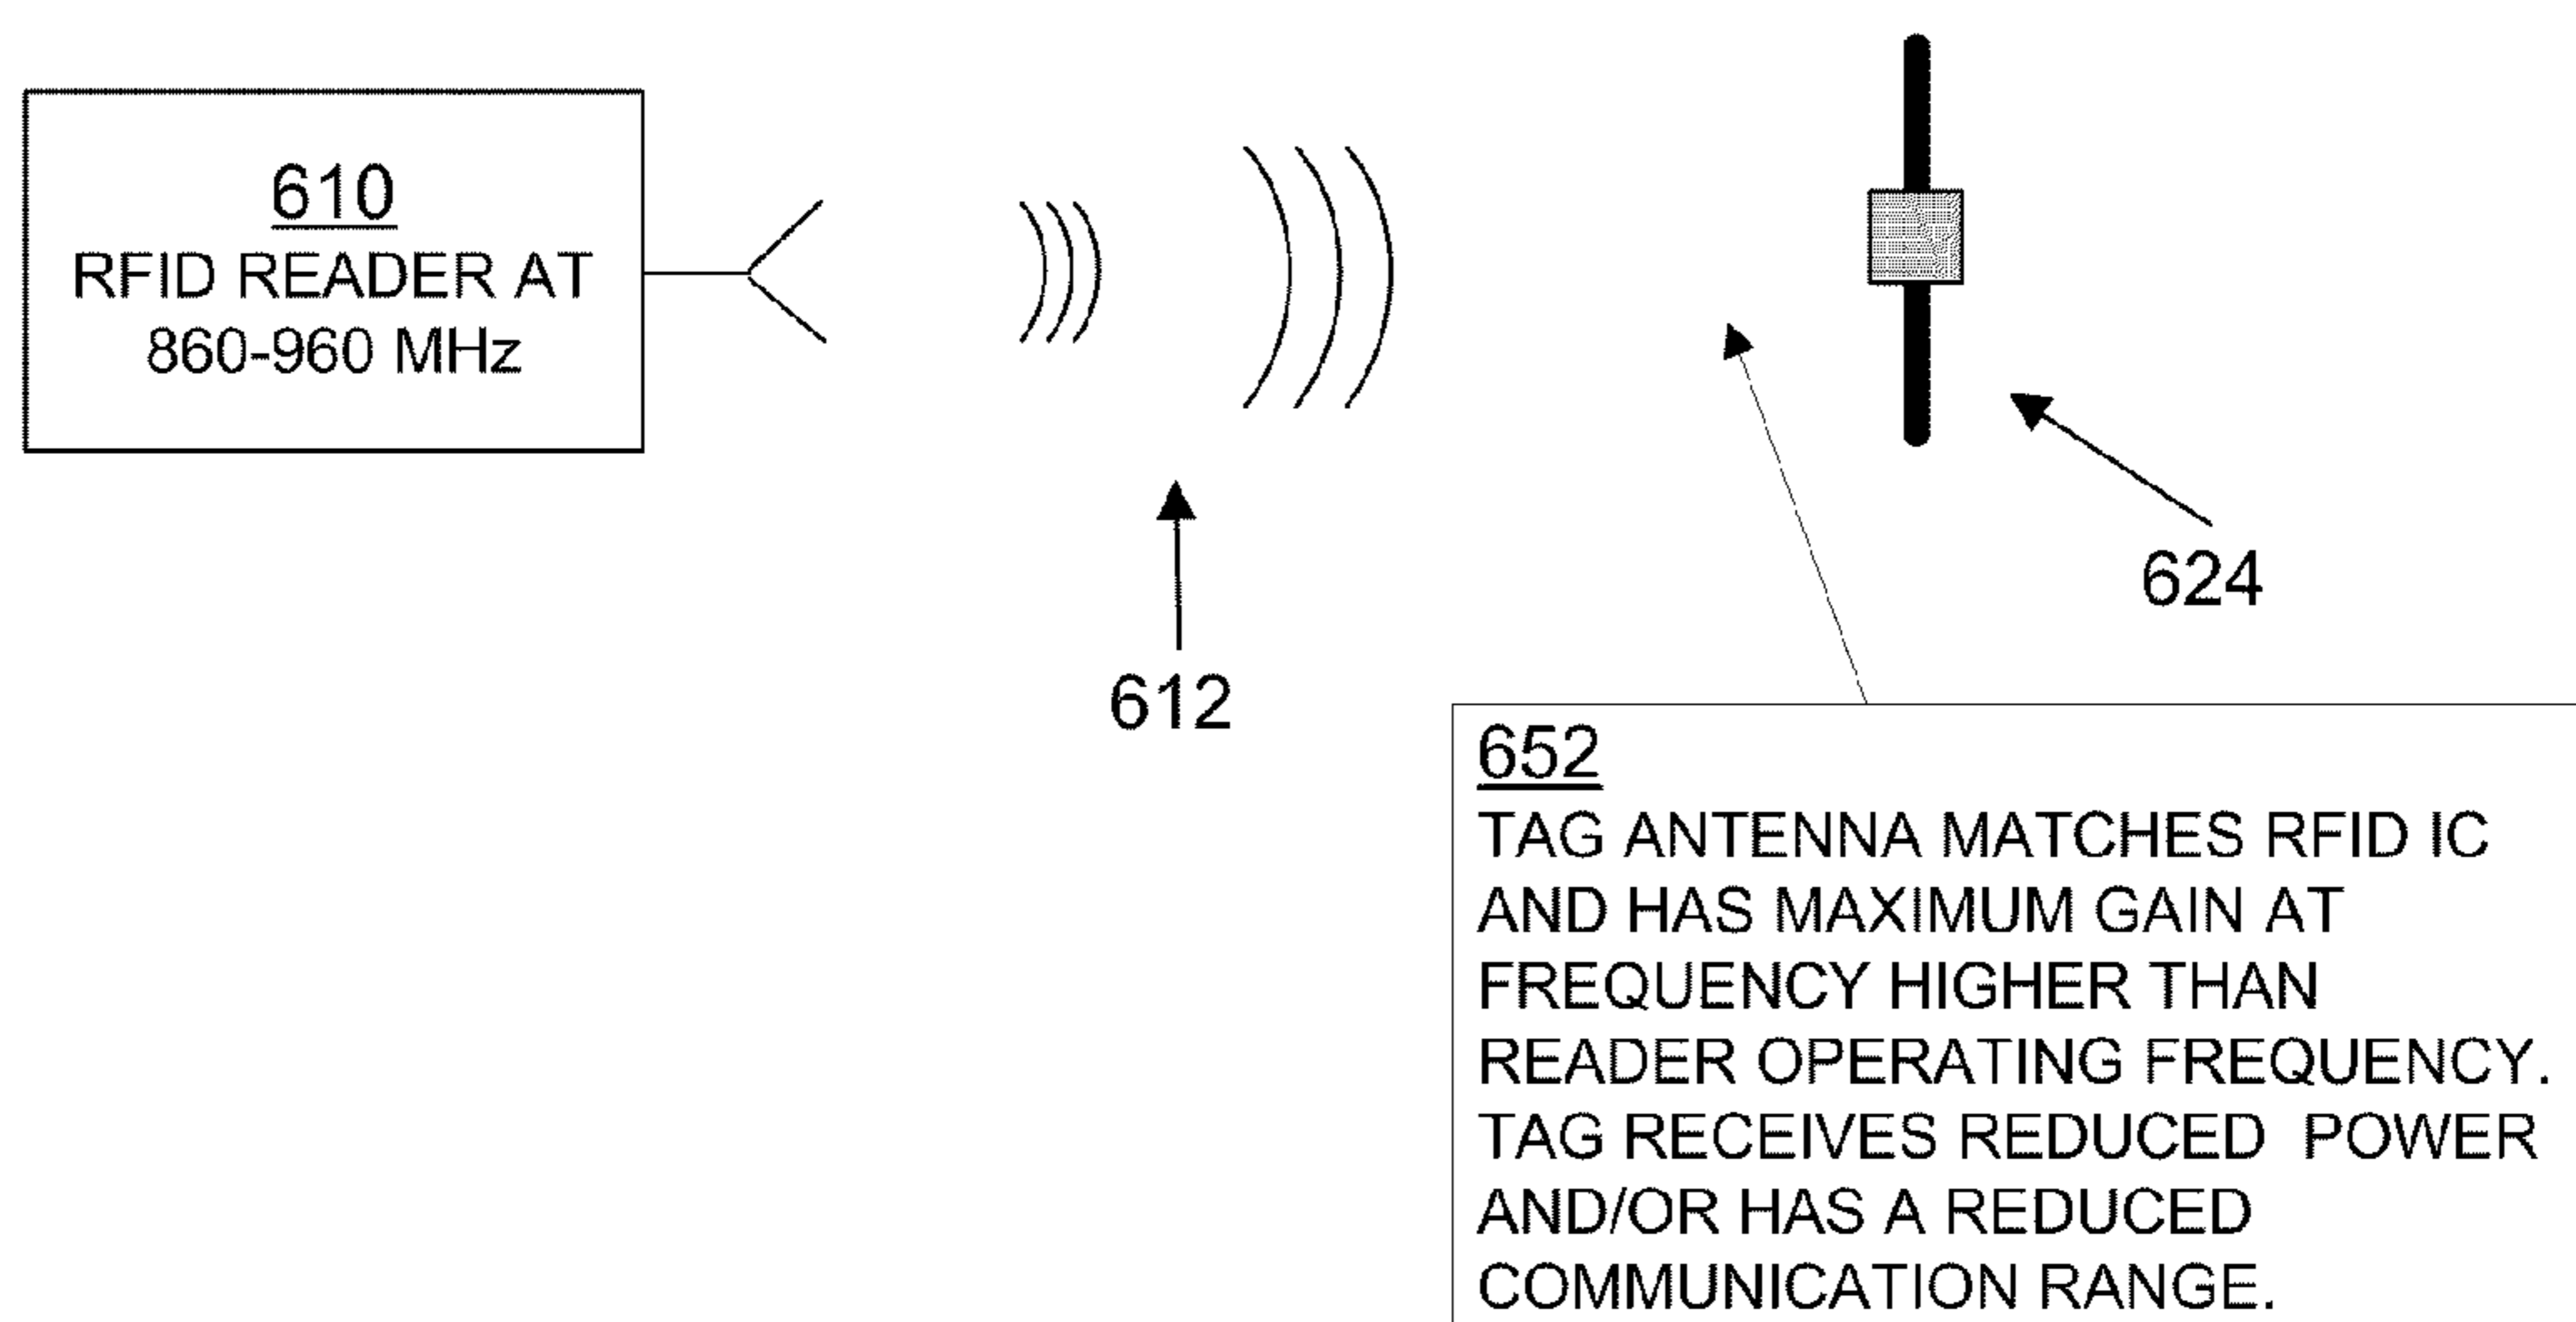 610
RFID READER AT
860-960 MHz
612
624
652
TAG ANTENNA MATCHES RFID IC
AND HAS MAXIMUM GAIN AT
FREQUENCY HIGHER THAN
READER OPERATING FREQUENCY.
TAG RECEIVES REDUCED POWER
AND/OR HAS A REDUCED
COMMUNICATION RANGE.